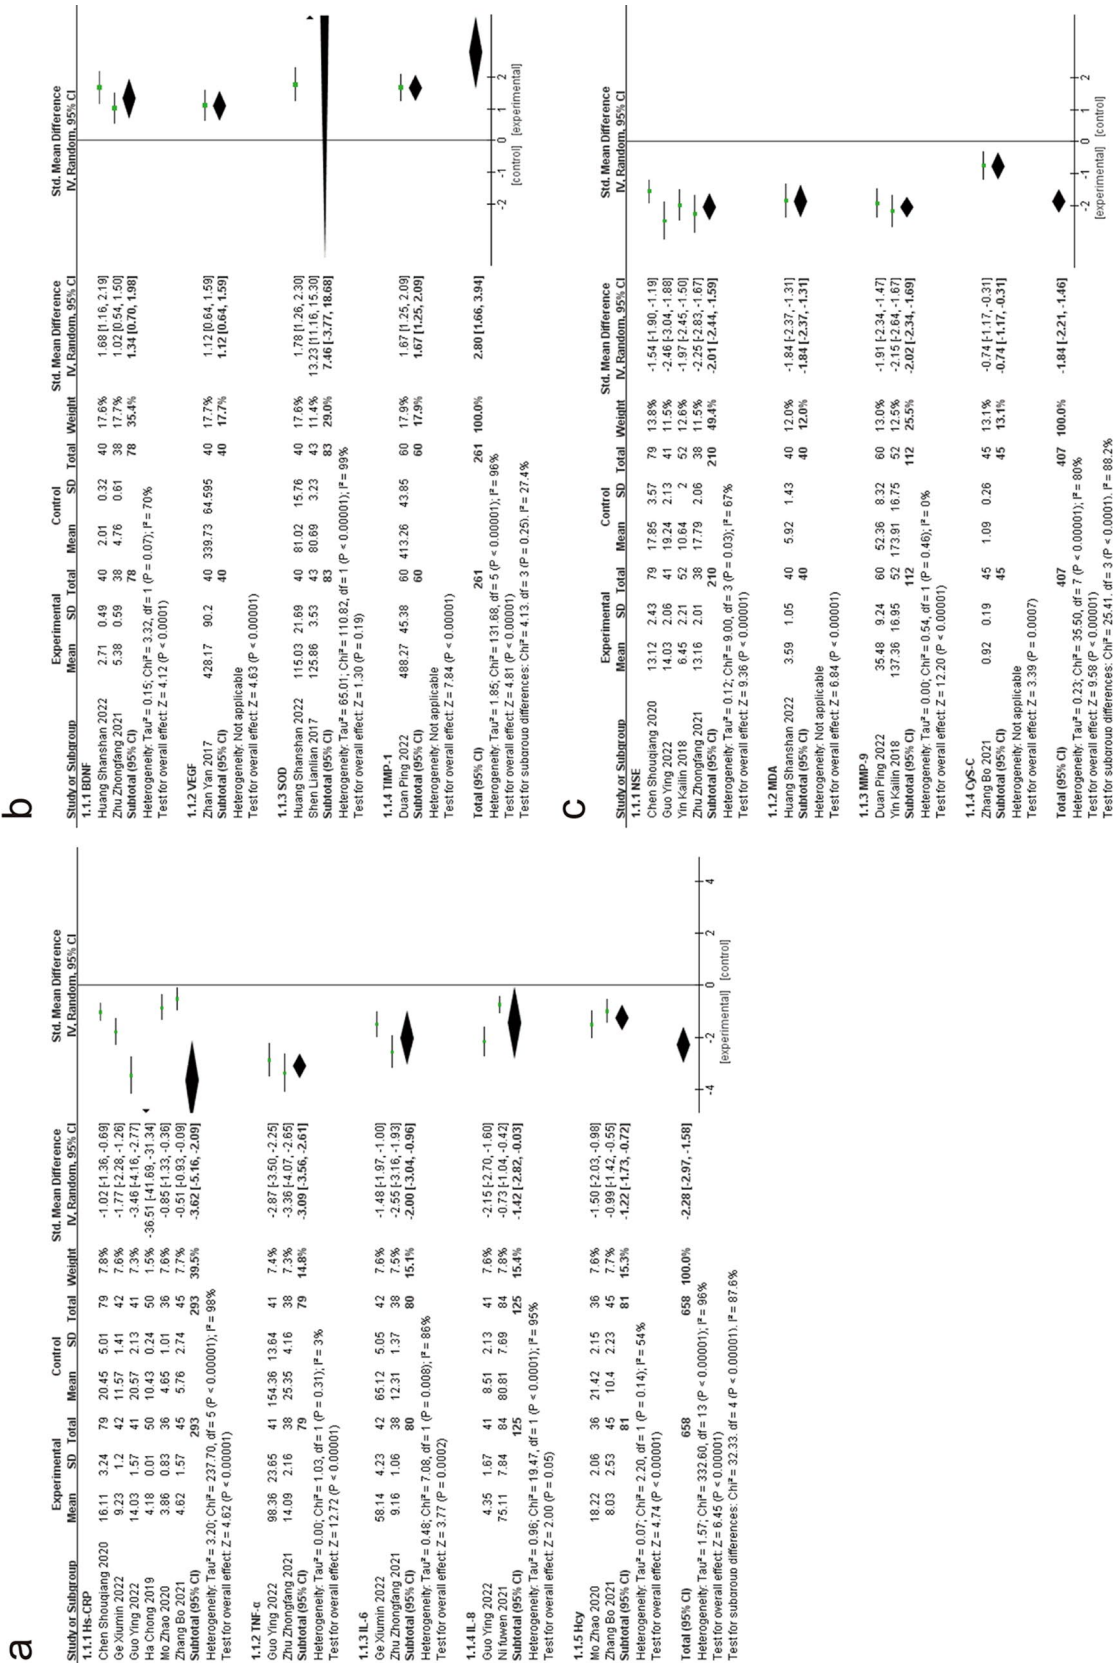 a
Experimental Control Std. Mean Difference Std. Mean Difference
Study or Subgroup Mean SD Total Mean SD Total Weight IV, Random, 95% CI IV, Random, 95% CI
1.1.1 Hs-CRP
Chen Shouqiang 2020 16.11 3.24 79 20.45 5.01 79 7.8% -1.02 [-1.36, -0.69]
Ge Xiumin 2022 9.23 1.2 42 11.57 1.41 42 7.6% -1.77 [-2.28, -1.26]
Guo Ying 2022 14.03 1.57 41 20.57 2.13 41 7.3% -3.46 [-4.16, -2.77]
Ha Chong 2019 4.18 0.01 50 10.43 0.24 50 1.5% -36.51 [-41.69, -31.34]
Mo Zhao 2020 3.86 0.83 36 4.65 1.01 36 7.6% -0.85 [-1.33, -0.36]
Zhang Bo 2021 4.62 1.57 45 5.76 2.74 45 7.7% -0.51 [-0.93, -0.09]
Subtotal (95% CI) 293 293 39.5% -3.62 [-5.16, -2.09]
Heterogeneity: Tau² = 3.20; Chi² = 237.70, df = 5 (P < 0.00001); I² = 98%
Test for overall effect: Z = 4.62 (P < 0.00001)
1.1.2 TNF-α
Guo Ying 2022 98.36 23.65 41 154.36 13.64 41 7.4% -2.87 [-3.50, -2.25]
Zhu Zhongfang 2021 14.09 2.16 38 25.35 4.16 38 7.3% -3.36 [-4.07, -2.65]
Subtotal (95% CI) 79 79 14.8% -3.09 [-3.56, -2.61]
Heterogeneity: Tau² = 0.00; Chi² = 1.03, df = 1 (P = 0.31); I² = 3%
Test for overall effect: Z = 12.72 (P < 0.00001)
1.1.3 IL-6
Ge Xiumin 2022 58.14 4.23 42 65.12 5.05 42 7.6% -1.48 [-1.97, -1.00]
Zhu Zhongfang 2021 9.16 1.06 38 12.31 1.37 38 7.5% -2.55 [-3.16, -1.93]
Subtotal (95% CI) 80 80 15.1% -2.00 [-3.04, -0.96]
Heterogeneity: Tau² = 0.48; Chi² = 7.08, df = 1 (P = 0.008); I² = 86%
Test for overall effect: Z = 3.77 (P = 0.0002)
1.1.4 IL-8
Guo Ying 2022 4.35 1.67 41 8.51 2.13 41 7.6% -2.15 [-2.70, -1.60]
Ni fuwen 2021 75.11 7.84 84 80.81 7.69 84 7.8% -0.73 [-1.04, -0.42]
Subtotal (95% CI) 125 125 15.4% -1.42 [-2.82, -0.03]
Heterogeneity: Tau² = 0.96; Chi² = 19.47, df = 1 (P < 0.0001); I² = 95%
Test for overall effect: Z = 2.00 (P = 0.05)
1.1.5 Hcy
Mo Zhao 2020 18.22 2.06 36 21.42 2.15 36 7.6% -1.50 [-2.03, -0.98]
Zhang Bo 2021 8.03 2.53 45 10.4 2.23 45 7.7% -0.99 [-1.42, -0.55]
Subtotal (95% CI) 81 81 15.3% -1.22 [-1.73, -0.72]
Heterogeneity: Tau² = 0.07; Chi² = 2.20, df = 1 (P = 0.14); I² = 54%
Test for overall effect: Z = 4.74 (P < 0.00001)
Total (95% CI) 658 658 100.0% -2.28 [-2.97, -1.58]
Heterogeneity: Tau² = 1.57; Chi² = 332.60, df = 13 (P < 0.00001); I² = 96%
Test for overall effect: Z = 6.45 (P < 0.00001)
Test for subgroup differences: Chi² = 32.33, df = 4 (P < 0.00001), I² = 87.6%
-4 -2 0 2 4
[experimental] [control]
b
Experimental Control Std. Mean Difference Std. Mean Difference
Study or Subgroup Mean SD Total Mean SD Total Weight IV, Random, 95% CI IV, Random, 95% CI
1.1.1 BDNF
Huang Shanshan 2022 2.71 0.49 40 2.01 0.32 40 17.6% 1.68 [1.16, 2.19]
Zhu Zhongfang 2021 5.38 0.59 38 4.76 0.61 38 17.7% 1.02 [0.54, 1.50]
Subtotal (95% CI) 78 78 35.4% 1.34 [0.70, 1.98]
Heterogeneity: Tau² = 0.15; Chi² = 3.32, df = 1 (P = 0.07); I² = 70%
Test for overall effect: Z = 4.12 (P < 0.0001)
1.1.2 VEGF
Zhan Yan 2017 428.17 90.2 40 339.73 64.595 40 17.7% 1.12 [0.64, 1.59]
Subtotal (95% CI) 40 40 17.7% 1.12 [0.64, 1.59]
Heterogeneity: Not applicable
Test for overall effect: Z = 4.63 (P < 0.00001)
1.1.3 SOD
Huang Shanshan 2022 115.03 21.69 40 81.02 15.76 40 17.6% 1.78 [1.26, 2.30]
Shen Lianlian 2017 125.86 3.53 43 80.69 3.23 43 11.4% 13.23 [11.16, 15.30]
Subtotal (95% CI) 83 83 29.0% 7.46 [-3.77, 18.68]
Heterogeneity: Tau² = 65.01; Chi² = 110.82, df = 1 (P < 0.00001); I² = 99%
Test for overall effect: Z = 1.30 (P = 0.19)
1.1.4 TIMP-1
Duan Ping 2022 488.27 45.38 60 413.26 43.85 60 17.9% 1.67 [1.25, 2.09]
Subtotal (95% CI) 60 60 17.9% 1.67 [1.25, 2.09]
Heterogeneity: Not applicable
Test for overall effect: Z = 7.84 (P < 0.00001)
Total (95% CI) 261 261 100.0% 2.80 [1.66, 3.94]
Heterogeneity: Tau² = 1.85; Chi² = 131.68, df = 5 (P < 0.00001); I² = 96%
Test for overall effect: Z = 4.81 (P < 0.00001)
Test for subgroup differences: Chi² = 4.13, df = 3 (P = 0.25), I² = 27.4%
-2 -1 0 1 2
[control] [experimental]
c
Experimental Control Std. Mean Difference Std. Mean Difference
Study or Subgroup Mean SD Total Mean SD Total Weight IV, Random, 95% CI IV, Random, 95% CI
1.1.1 NSE
Chen Shouqiang 2020 13.12 2.43 79 17.85 3.57 79 13.8% -1.54 [-1.90, -1.19]
Guo Ying 2022 14.03 2.06 41 19.24 2.13 41 11.5% -2.46 [-3.04, -1.88]
Yin Kailin 2018 6.45 2.21 52 10.64 2 52 12.6% -1.97 [-2.45, -1.50]
Zhu Zhongfang 2021 13.16 2.01 38 17.79 2.06 38 11.5% -2.25 [-2.83, -1.67]
Subtotal (95% CI) 210 210 49.4% -2.01 [-2.44, -1.59]
Heterogeneity: Tau² = 0.12; Chi² = 9.00, df = 3 (P = 0.03); I² = 67%
Test for overall effect: Z = 9.36 (P < 0.00001)
1.1.2 MDA
Huang Shanshan 2022 3.59 1.05 40 5.92 1.43 40 12.0% -1.84 [-2.37, -1.31]
Subtotal (95% CI) 40 40 12.0% -1.84 [-2.37, -1.31]
Heterogeneity: Not applicable
Test for overall effect: Z = 6.84 (P < 0.00001)
1.1.3 MMP-9
Duan Ping 2022 35.48 9.24 60 52.36 8.32 60 13.0% -1.91 [-2.34, -1.47]
Yin Kailin 2018 137.36 16.95 52 173.91 16.75 52 12.5% -2.15 [-2.64, -1.67]
Subtotal (95% CI) 112 112 25.5% -2.02 [-2.34, -1.69]
Heterogeneity: Tau² = 0.00; Chi² = 0.54, df = 1 (P = 0.46); I² = 0%
Test for overall effect: Z = 12.20 (P < 0.00001)
1.1.4 CyS-C
Zhang Bo 2021 0.92 0.19 45 1.09 0.26 45 13.1% -0.74 [-1.17, -0.31]
Subtotal (95% CI) 45 45 13.1% -0.74 [-1.17, -0.31]
Heterogeneity: Not applicable
Test for overall effect: Z = 3.39 (P = 0.0007)
Total (95% CI) 407 407 100.0% -1.84 [-2.21, -1.46]
Heterogeneity: Tau² = 0.23; Chi² = 35.50, df = 7 (P < 0.00001); I² = 80%
Test for overall effect: Z = 9.58 (P < 0.00001)
Test for subgroup differences: Chi² = 25.41, df = 3 (P < 0.0001), I² = 88.2%
-2 -1 0 1 2
[experimental] [control]